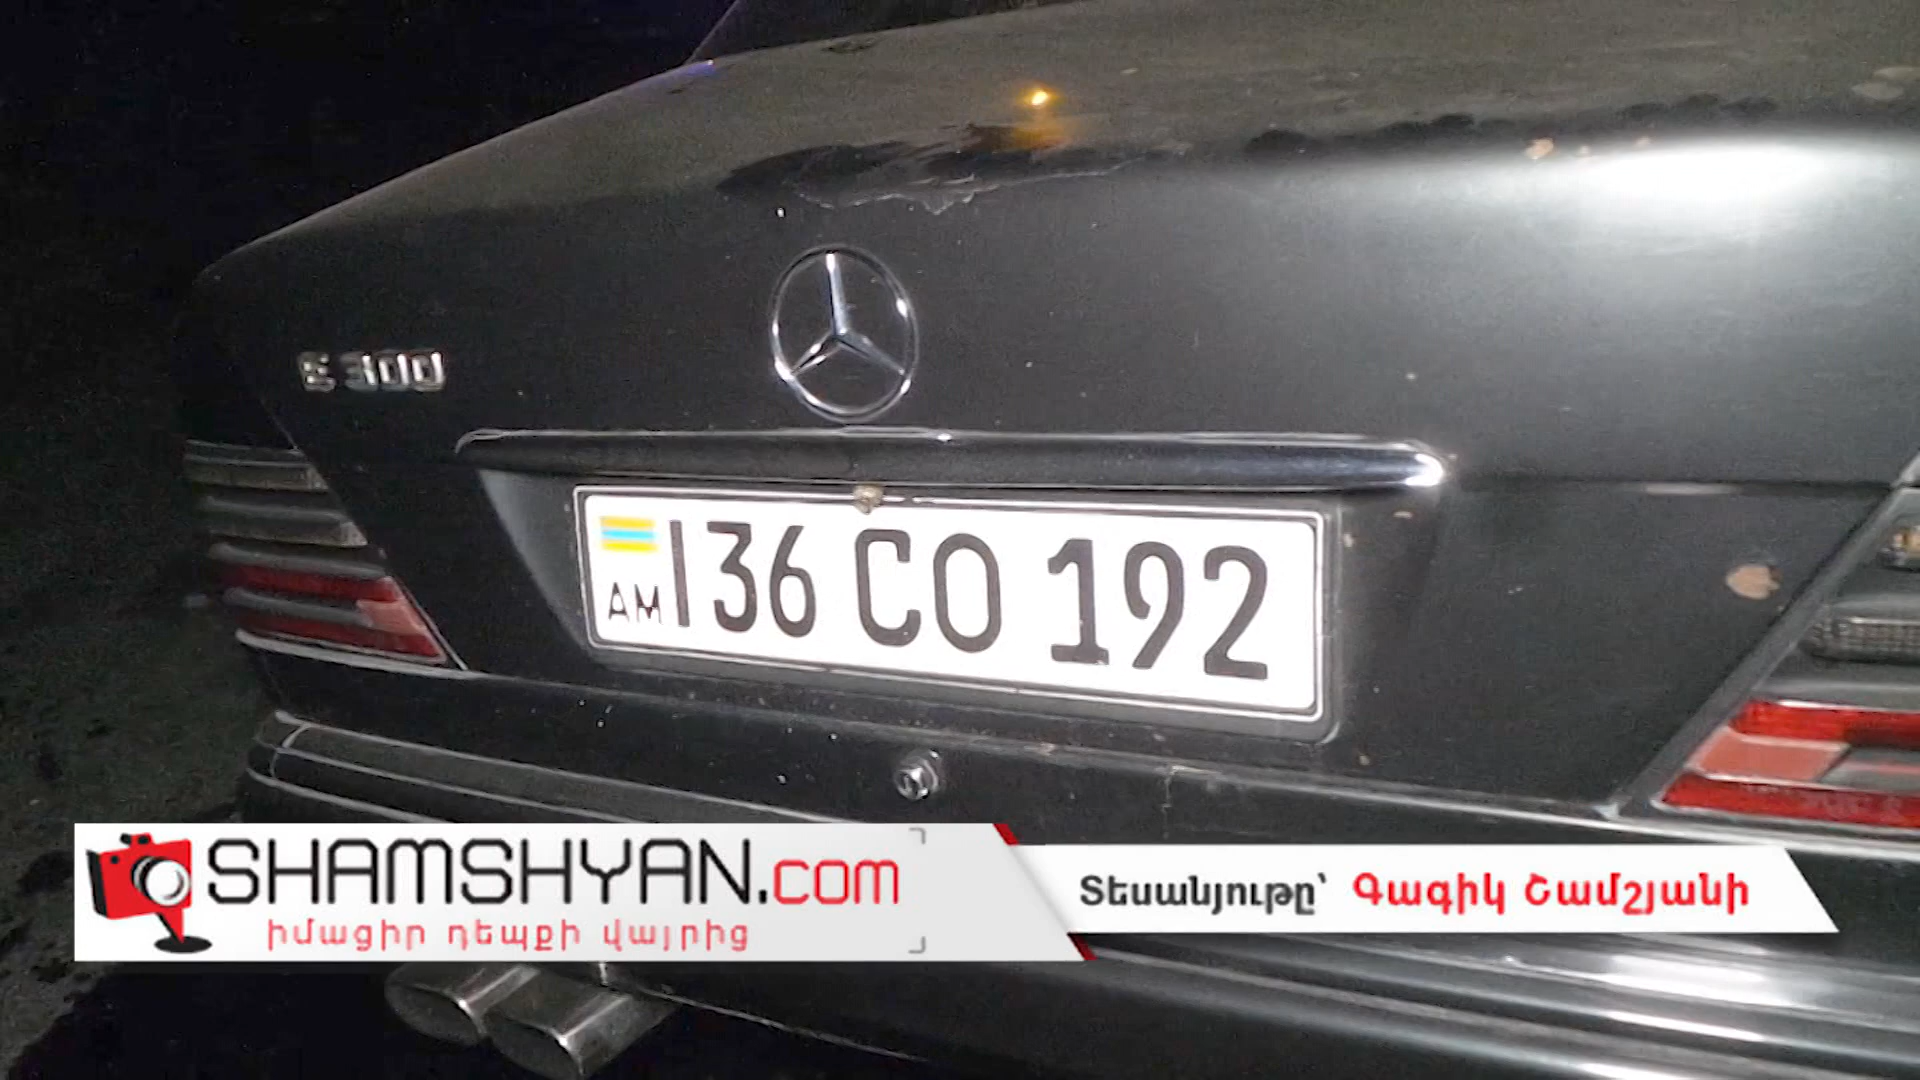 E 300
AM 136 CO 192
SHAMSHYAN.com
իմացիր դեպքի վայրից
Տեսանյութը՝ Գագիկ Շամշյանի